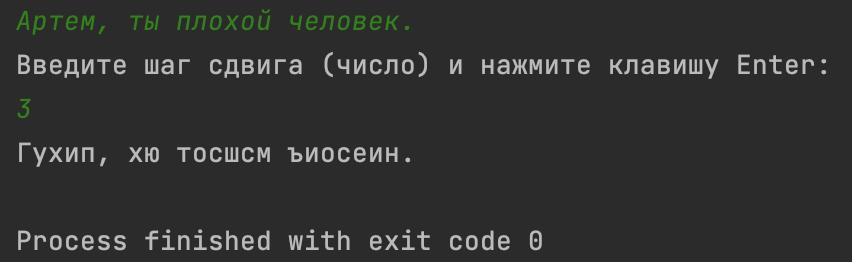 Артем, ты плохой человек.
Введите шаг сдвига (число) и нажмите клавишу Enter:
3
Гухип, хю тосшсм ъиосеин.
Process finished with exit code 0